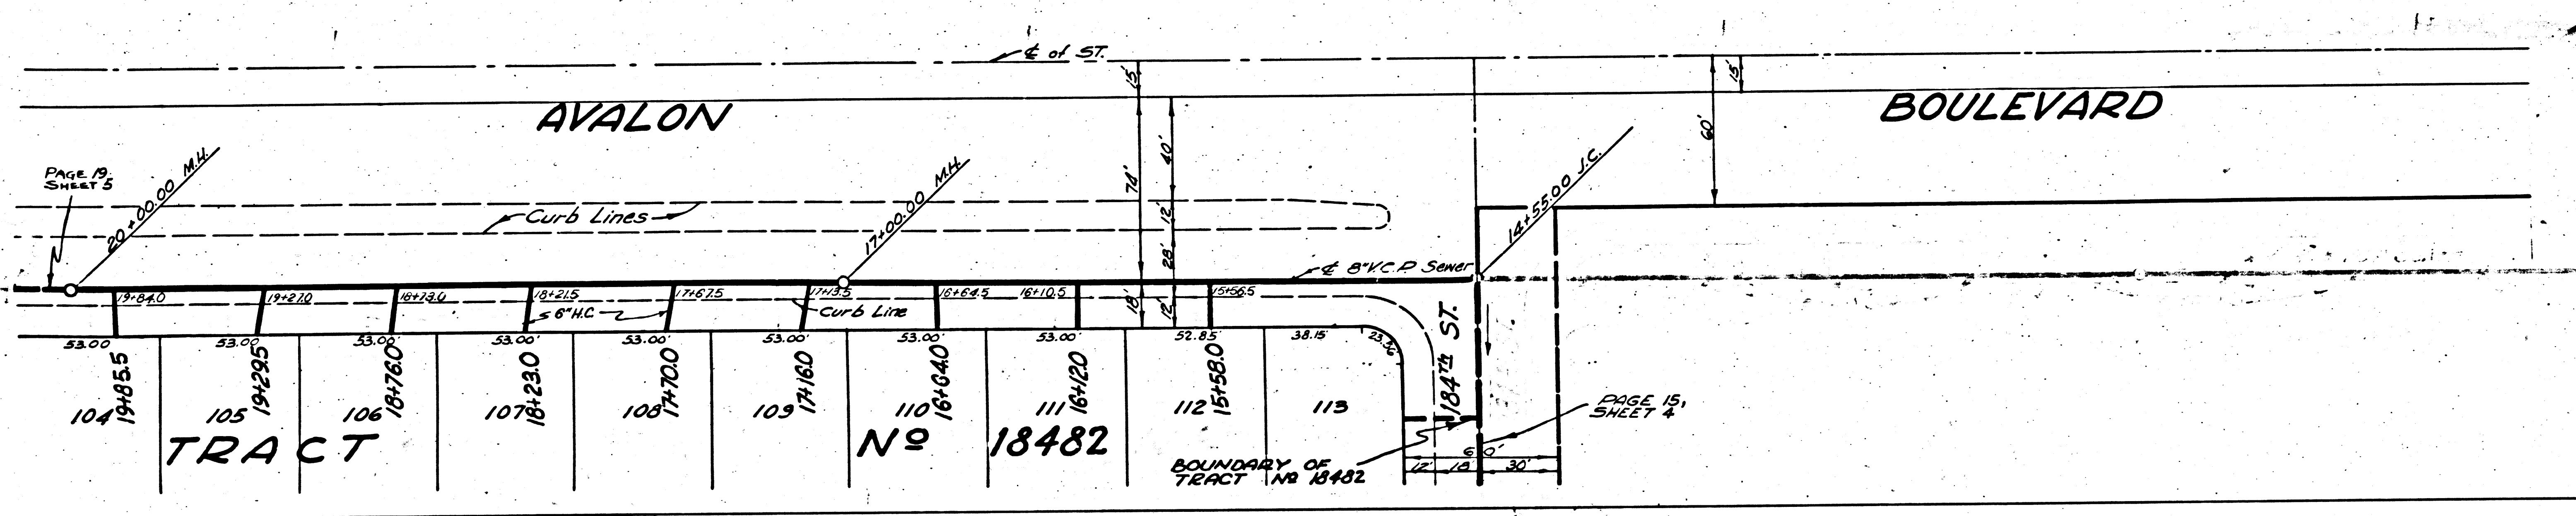 ℄ of ST.
15'
15'
AVALON
BOULEVARD
60'
74'
40'
12'
28'
18'
12'
PAGE 19
SHEET 5
20+00.00 M.H.
17+00.00 M.H.
14+55.00 J.C.
Curb Lines
℄ 8" V.C.P. Sewer
19+84.0
19+27.0
18+73.0
18+21.5
17+67.5
17+13.5
16+64.5
16+10.5
15+56.5
6" H.C.
Curb Line
53.00
53.00
53.00'
53.00'
53.00'
53.00'
53.00'
53.00'
52.85'
38.15'
23.56
19+85.5
19+29.5
18+76.0
18+23.0
17+70.0
17+16.0
16+64.0
16+12.0
15+58.0
184TH ST.
104
105
106
107
108
109
110
111
112
113
PAGE 15,
SHEET 4
TRACT Nº 18482
BOUNDARY OF
TRACT Nº 18482
60'
12'
18'
30'